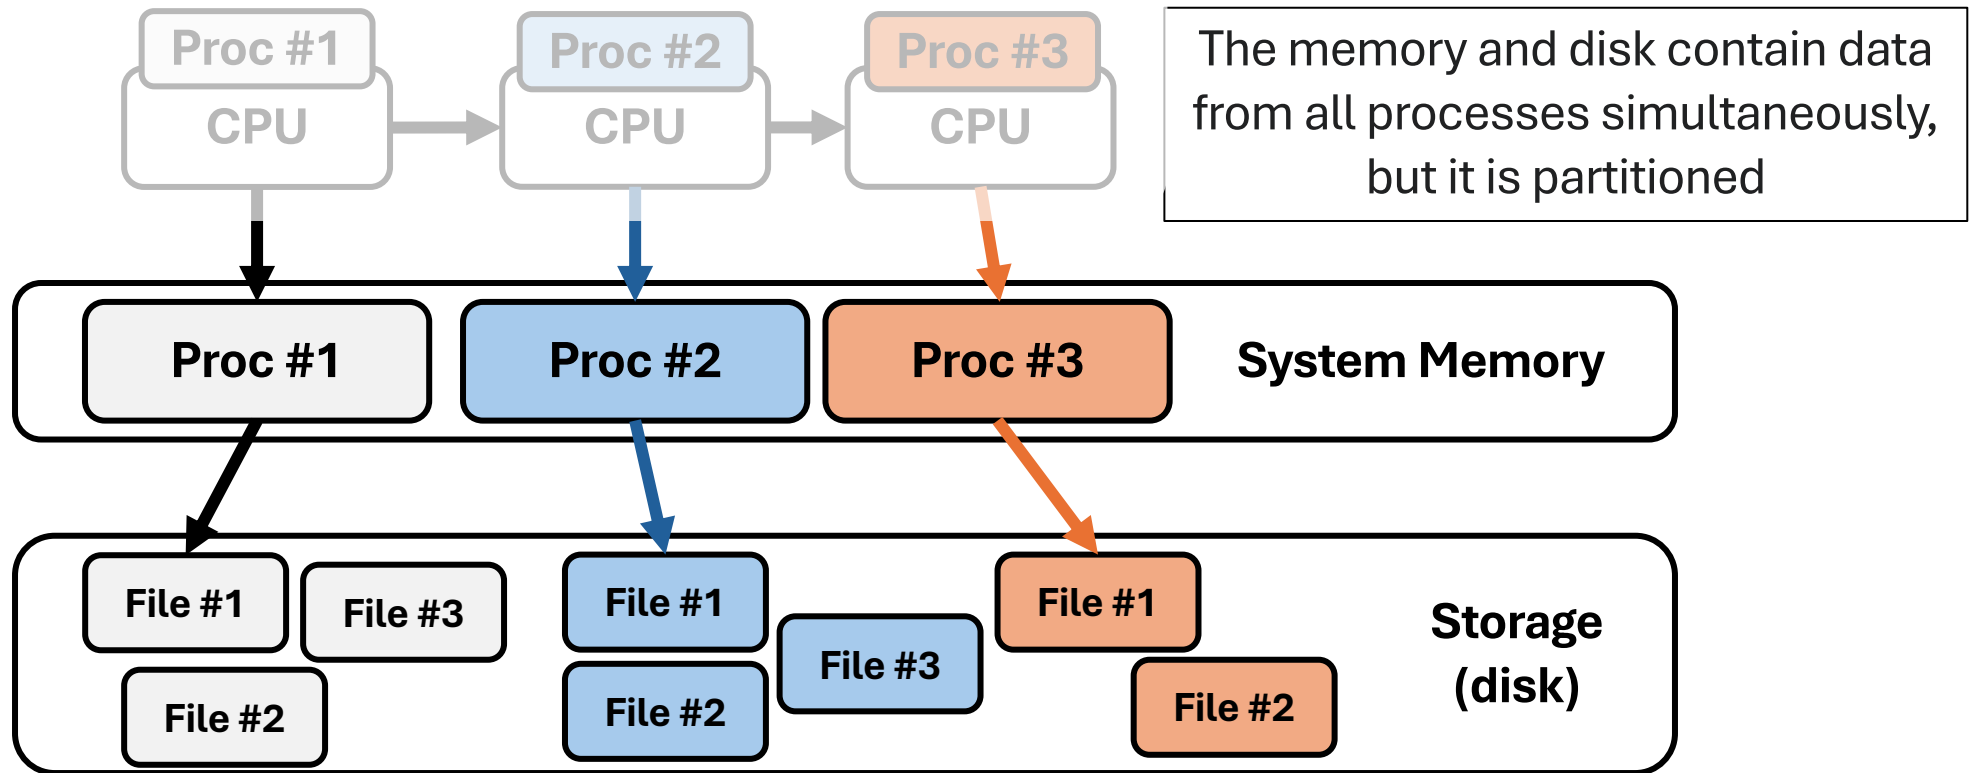 Proc #1
Proc #2
Proc #3
CPU
CPU
CPU
The memory and disk contain data
from all processes simultaneously,
but it is partitioned
Proc #1
Proc #2
Proc #3
System Memory
File #1
File #3
File #2
File #1
File #2
File #3
File #1
File #2
Storage
(disk)